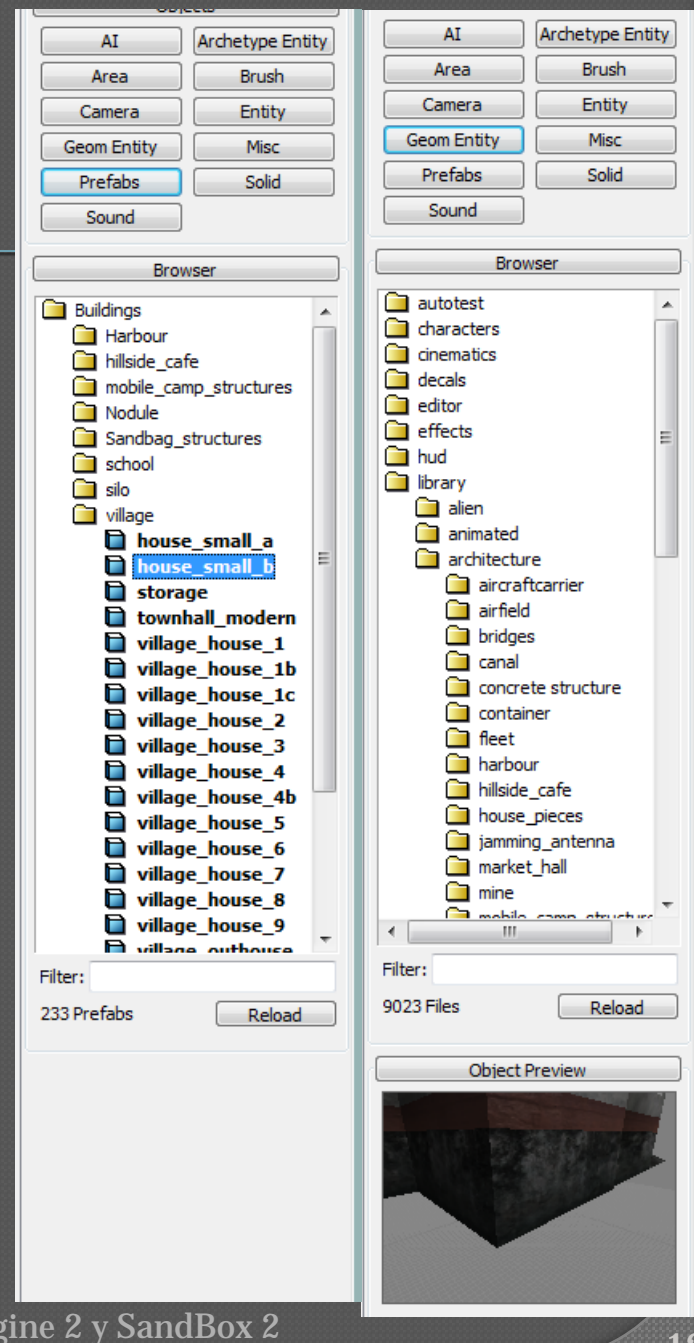 Objects
AI
Archetype Entity
Area
Brush
Camera
Entity
Geom Entity
Misc
Prefabs
Solid
Sound
Browser
Buildings
Harbour
hillside_cafe
mobile_camp_structures
Nodule
Sandbag_structures
school
silo
village
house_small_a
house_small_b
storage
townhall_modern
village_house_1
village_house_1b
village_house_1c
village_house_2
village_house_3
village_house_4
village_house_4b
village_house_5
village_house_6
village_house_7
village_house_8
village_house_9
village_outhouse
Filter:
233 Prefabs
Reload
AI
Archetype Entity
Area
Brush
Camera
Entity
Geom Entity
Misc
Prefabs
Solid
Sound
Browser
autotest
characters
cinematics
decals
editor
effects
hud
library
alien
animated
architecture
aircraftcarrier
airfield
bridges
canal
concrete structure
container
fleet
harbour
hillside_cafe
house_pieces
jamming_antenna
market_hall
mine
mobile_camp_structure
Filter:
9023 Files
Reload
Object Preview
gine 2 y SandBox 2